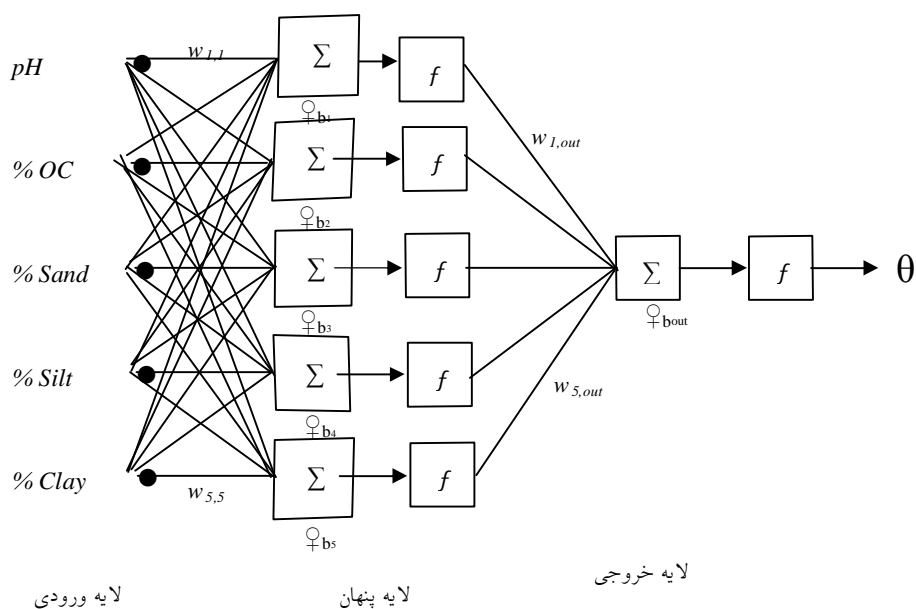 w1,1
pH Σ f
b1
w1,out
% OC Σ f
b2
% Sand Σ f Σ f θ
b3 bout
% Silt Σ f
b4
w5,out
% Clay Σ f
w5,5
b5
لایه خروجی
لایه پنهان
لایه ورودی